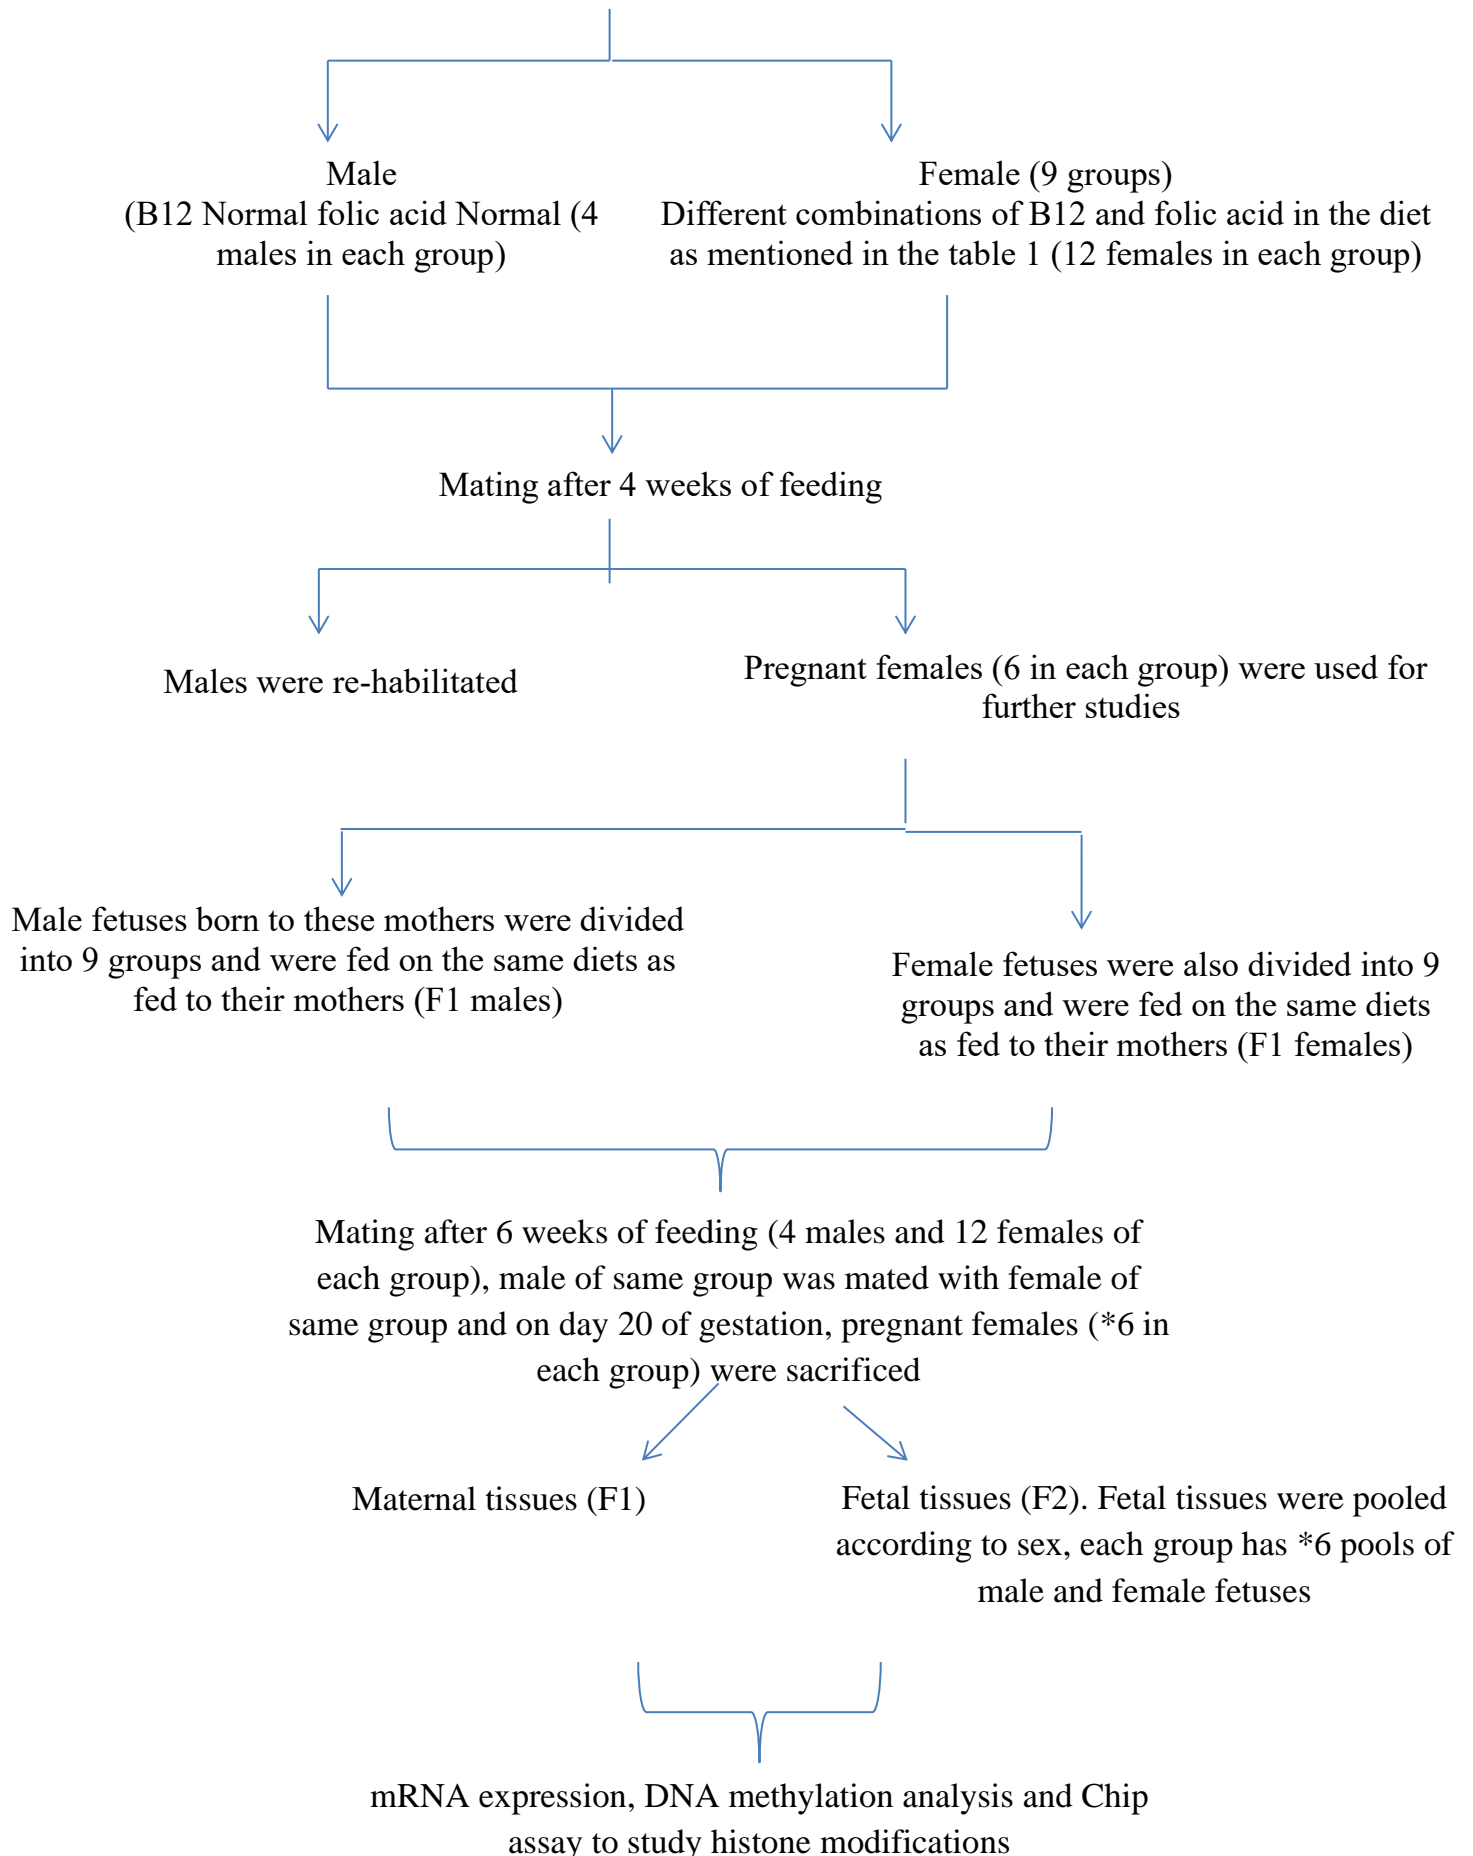 Male
(B12 Normal folic acid Normal (4
males in each group)
Female (9 groups)
Different combinations of B12 and folic acid in the diet
as mentioned in the table 1 (12 females in each group)
Mating after 4 weeks of feeding
Males were re-habilitated
Pregnant females (6 in each group) were used for
further studies
Male fetuses born to these mothers were divided
into 9 groups and were fed on the same diets as
fed to their mothers (F1 males)
Female fetuses were also divided into 9
groups and were fed on the same diets
as fed to their mothers (F1 females)
Mating after 6 weeks of feeding (4 males and 12 females of
each group), male of same group was mated with female of
same group and on day 20 of gestation, pregnant females (*6 in
each group) were sacrificed
Maternal tissues (F1)
Fetal tissues (F2). Fetal tissues were pooled
according to sex, each group has *6 pools of
male and female fetuses
mRNA expression, DNA methylation analysis and Chip
assay to study histone modifications